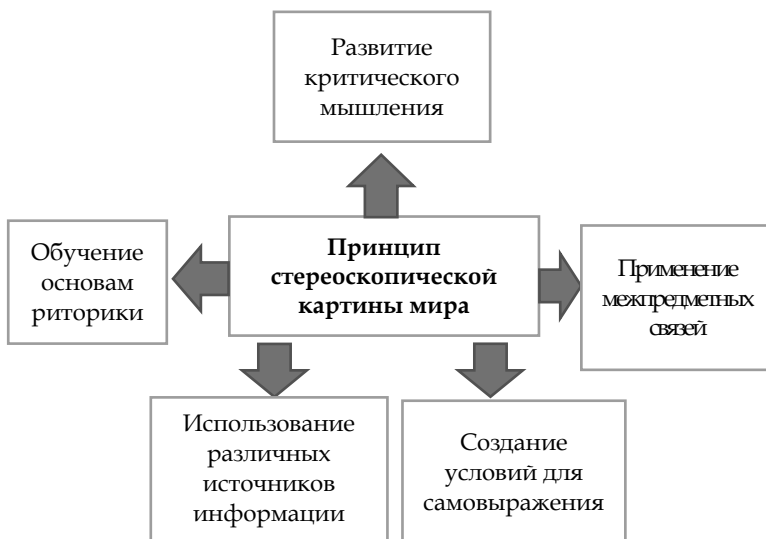 Развитие
критического
мышления
Обучение
основам
риторики
Принцип
стереоскопической
картины мира
Применение
межпредметных
связей
Использование
различных
источников
информации
Создание
условий для
самовыражения